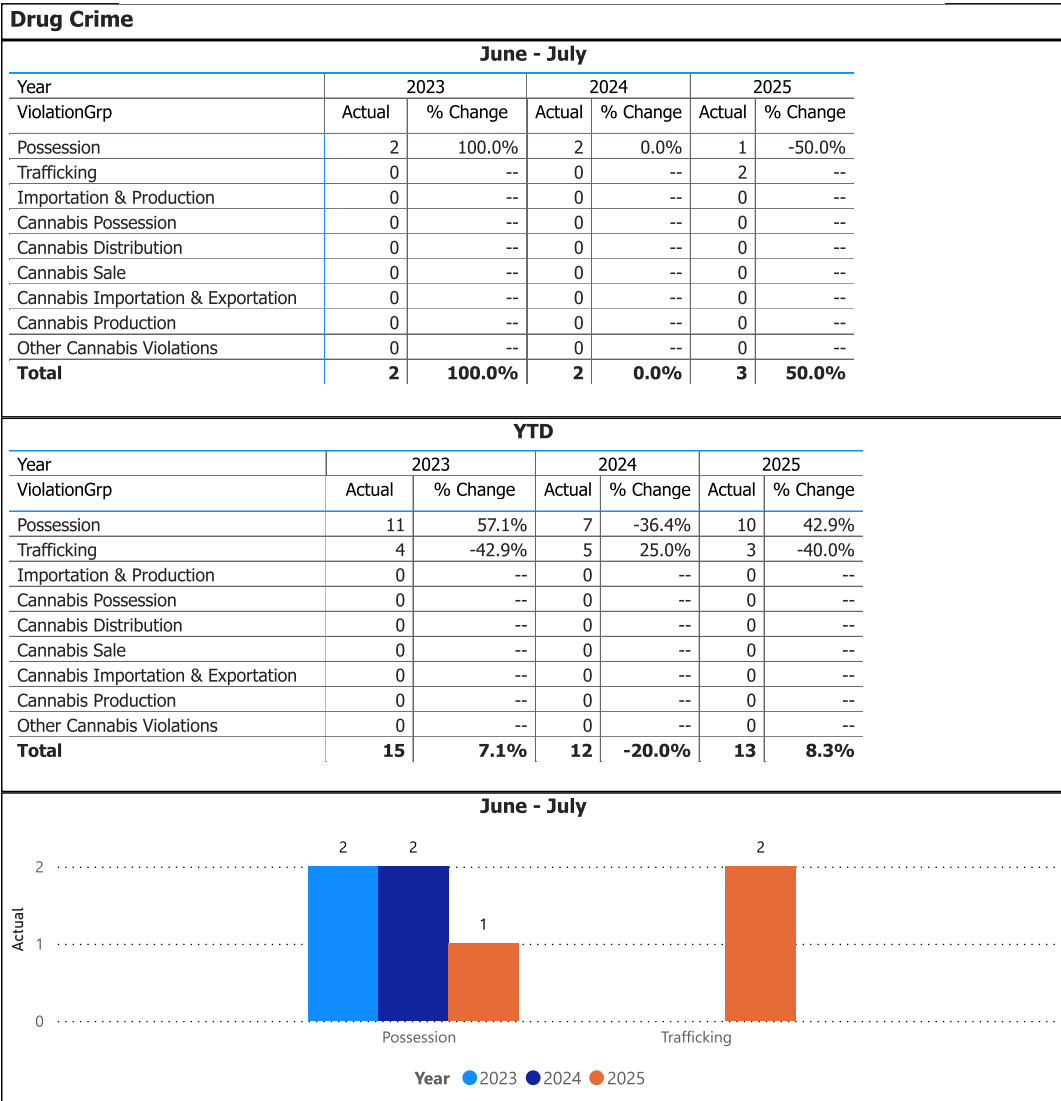 Drug Crime
June - July
Year 2023 2024 2025
ViolationGrp Actual % Change Actual % Change Actual % Change
Possession 2 100.0% 2 0.0% 1 -50.0%
Trafficking 0 -- 0 -- 2 --
Importation & Production 0 -- 0 -- 0 --
Cannabis Possession 0 -- 0 -- 0 --
Cannabis Distribution 0 -- 0 -- 0 --
Cannabis Sale 0 -- 0 -- 0 --
Cannabis Importation & Exportation 0 -- 0 -- 0 --
Cannabis Production 0 -- 0 -- 0 --
Other Cannabis Violations 0 -- 0 -- 0 --
Total 2 100.0% 2 0.0% 3 50.0%
YTD
Year 2023 2024 2025
ViolationGrp Actual % Change Actual % Change Actual % Change
Possession 11 57.1% 7 -36.4% 10 42.9%
Trafficking 4 -42.9% 5 25.0% 3 -40.0%
Importation & Production 0 -- 0 -- 0 --
Cannabis Possession 0 -- 0 -- 0 --
Cannabis Distribution 0 -- 0 -- 0 --
Cannabis Sale 0 -- 0 -- 0 --
Cannabis Importation & Exportation 0 -- 0 -- 0 --
Cannabis Production 0 -- 0 -- 0 --
Other Cannabis Violations 0 -- 0 -- 0 --
Total 15 7.1% 12 -20.0% 13 8.3%
June - July
2 2 2
2
1
Actual
1
0
Possession Trafficking
Year 2023 2024 2025